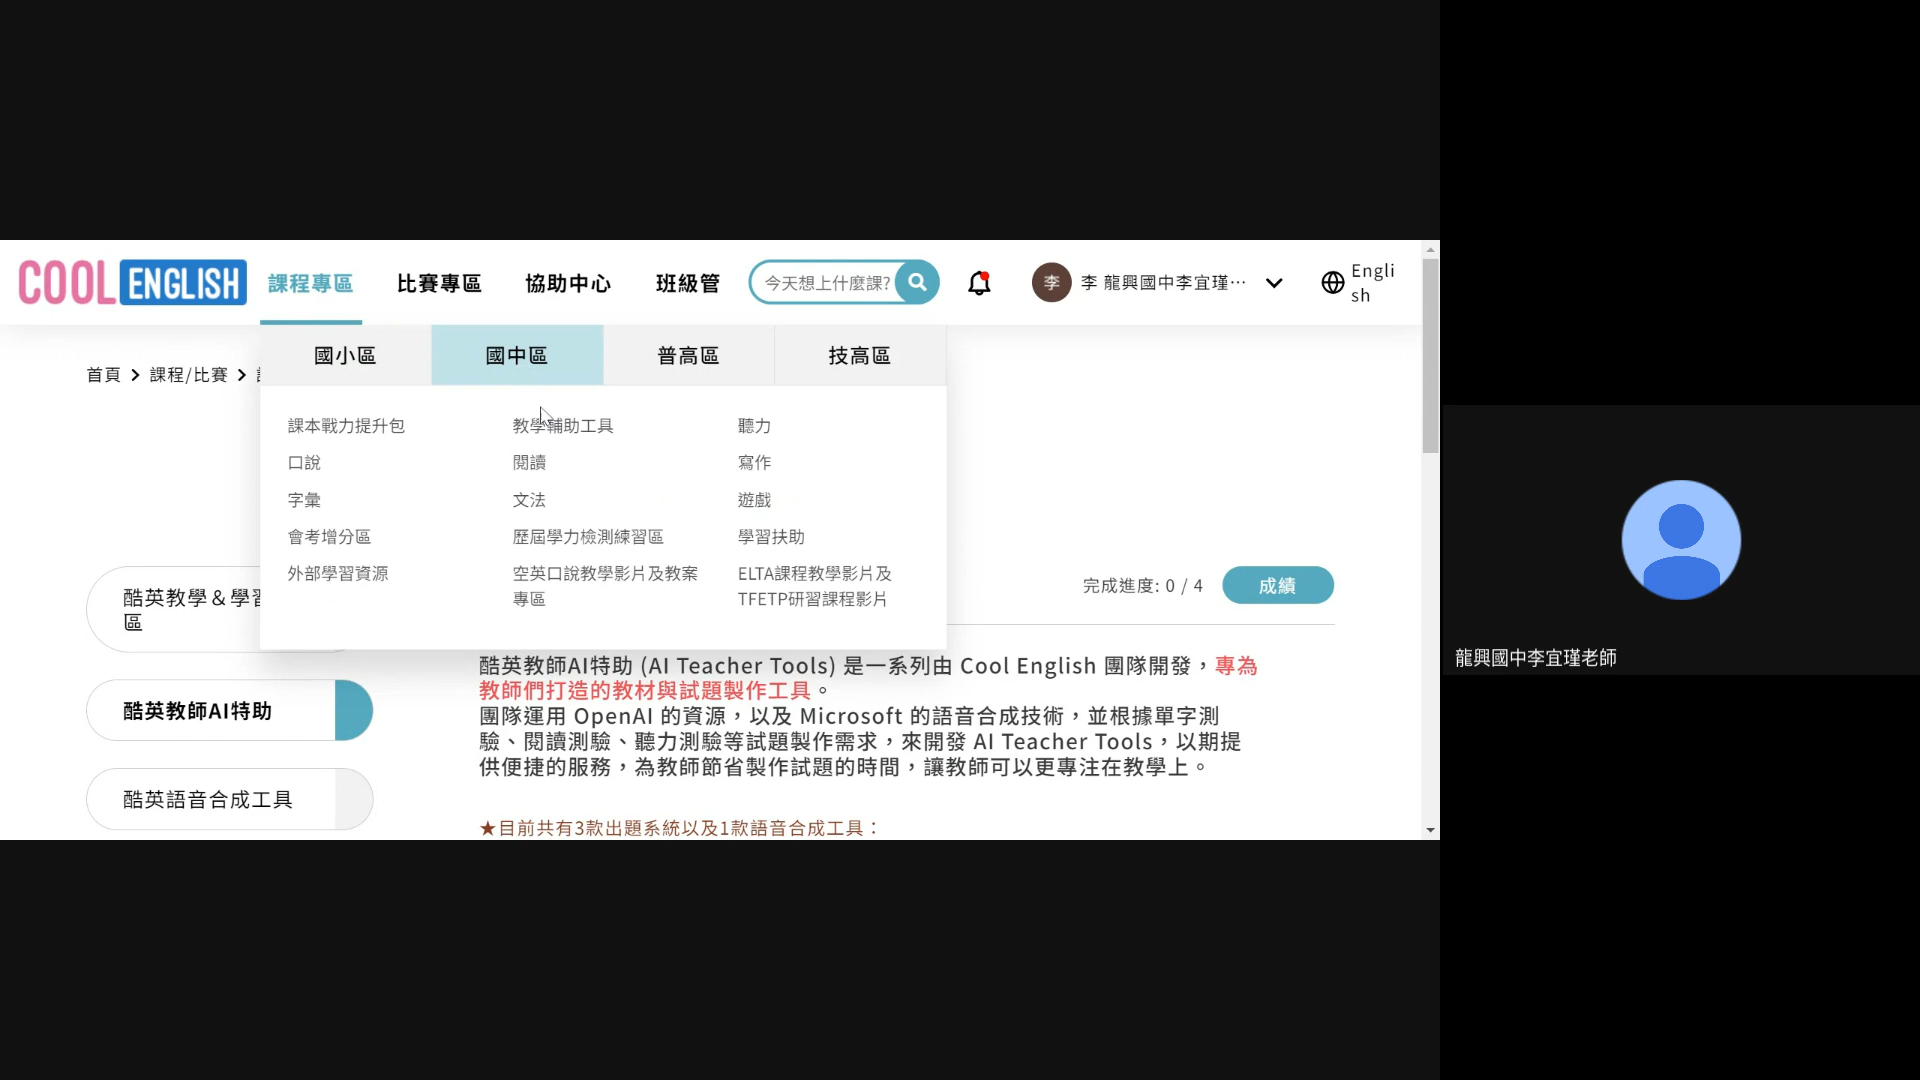 COOL ENGLISH 課程專區 比賽專區 協助中心 班級管 今天想上什麼課? 李 李 龍興國中李宜瑾… Engli
sh
國小區 國中區 普高區 技高區
首頁 > 課程/比賽 >
課本戰力提升包 教學輔助工具 聽力
口說 閱讀 寫作
字彙 文法 遊戲
會考增分區 歷屆學力檢測練習區 學習扶助
外部學習資源 空英口說教學影片及教案 ELTA課程教學影片及
專區 TFETP研習課程影片
酷英教學&學習
區
完成進度: 0 / 4 成績
酷英教師AI特助
酷英語音合成工具
酷英教師AI特助 (AI Teacher Tools) 是一系列由 Cool English 團隊開發,專為
教師們打造的教材與試題製作工具。
團隊運用 OpenAI 的資源,以及 Microsoft 的語音合成技術,並根據單字測
驗、閱讀測驗、聽力測驗等試題製作需求,來開發 AI Teacher Tools,以期提
供便捷的服務,為教師節省製作試題的時間,讓教師可以更專注在教學上。
★目前共有3款出題系統以及1款語音合成工具:
龍興國中李宜瑾老師